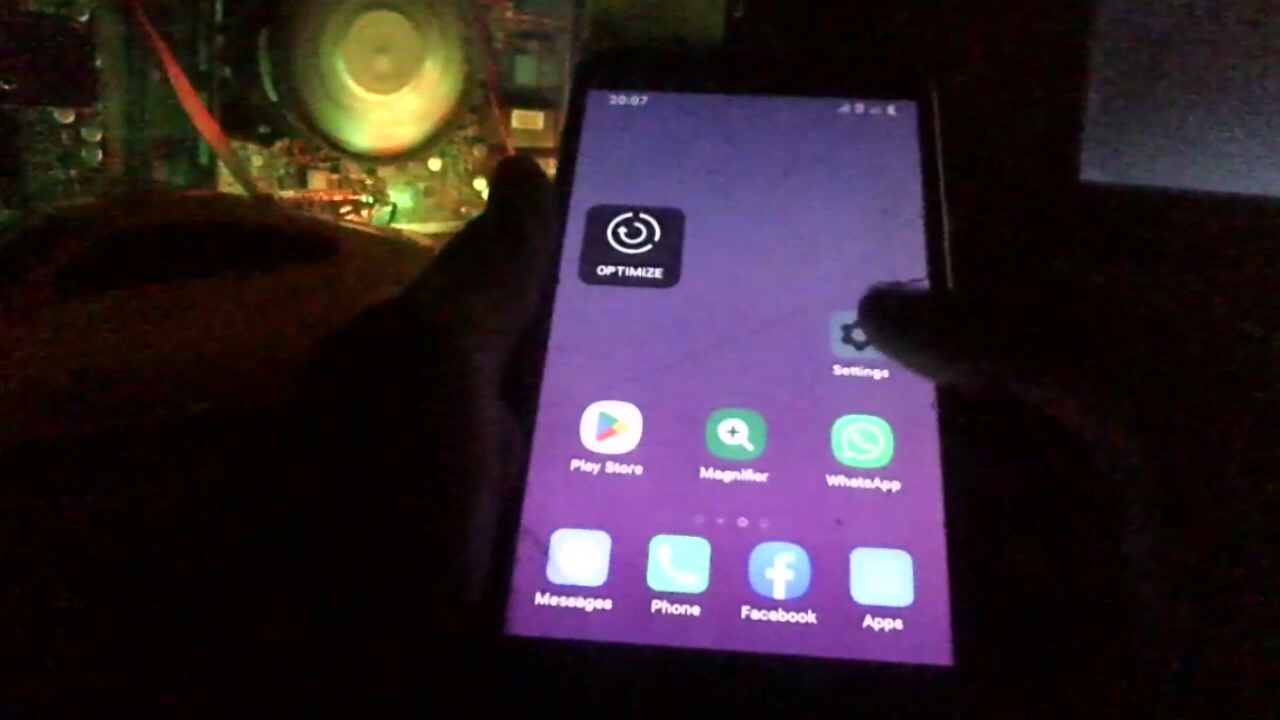 20:07
OPTIMIZE
Settings
Play Store
Magnifier
WhatsApp
Messages
Phone
Facebook
Apps